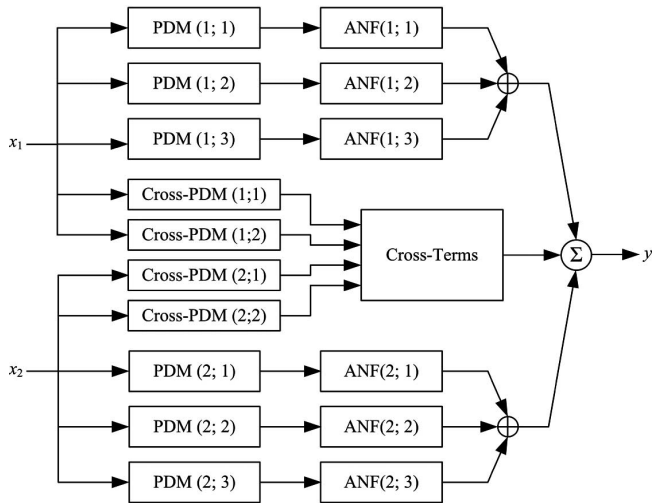 PDM (1; 1) ANF(1; 1)
PDM (1; 2) ANF(1; 2)
PDM (1; 3) ANF(1; 3)
x1
Cross-PDM (1;1)
Cross-PDM (1;2)
Cross-Terms Σ y
Cross-PDM (2;1)
Cross-PDM (2;2)
x2
PDM (2; 1) ANF(2; 1)
PDM (2; 2) ANF(2; 2)
PDM (2; 3) ANF(2; 3)